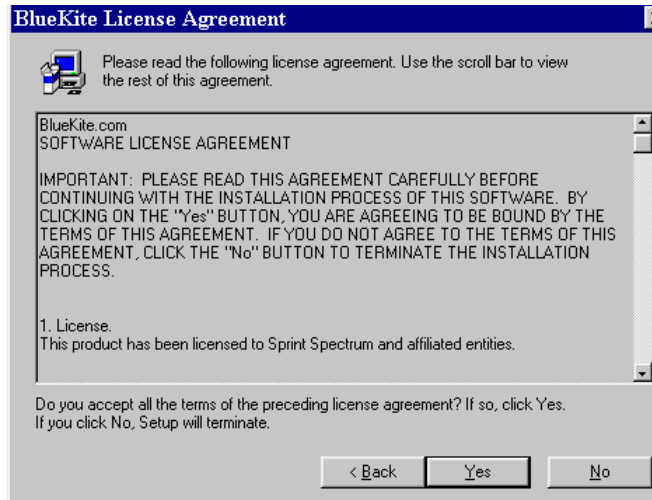 BlueKite License Agreement
Please read the following license agreement. Use the scroll bar to view
the rest of this agreement.
BlueKite.com
SOFTWARE LICENSE AGREEMENT
IMPORTANT: PLEASE READ THIS AGREEMENT CAREFULLY BEFORE
CONTINUING WITH THE INSTALLATION PROCESS OF THIS SOFTWARE. BY
CLICKING ON THE "Yes" BUTTON, YOU ARE AGREEING TO BE BOUND BY THE
TERMS OF THIS AGREEMENT. IF YOU DO NOT AGREE TO THE TERMS OF THIS
AGREEMENT, CLICK THE "No" BUTTON TO TERMINATE THE INSTALLATION
PROCESS.
1. License.
This product has been licensed to Sprint Spectrum and affiliated entities.
Do you accept all the terms of the preceding license agreement? If so, click Yes.
If you click No, Setup will terminate.
< Back Yes No